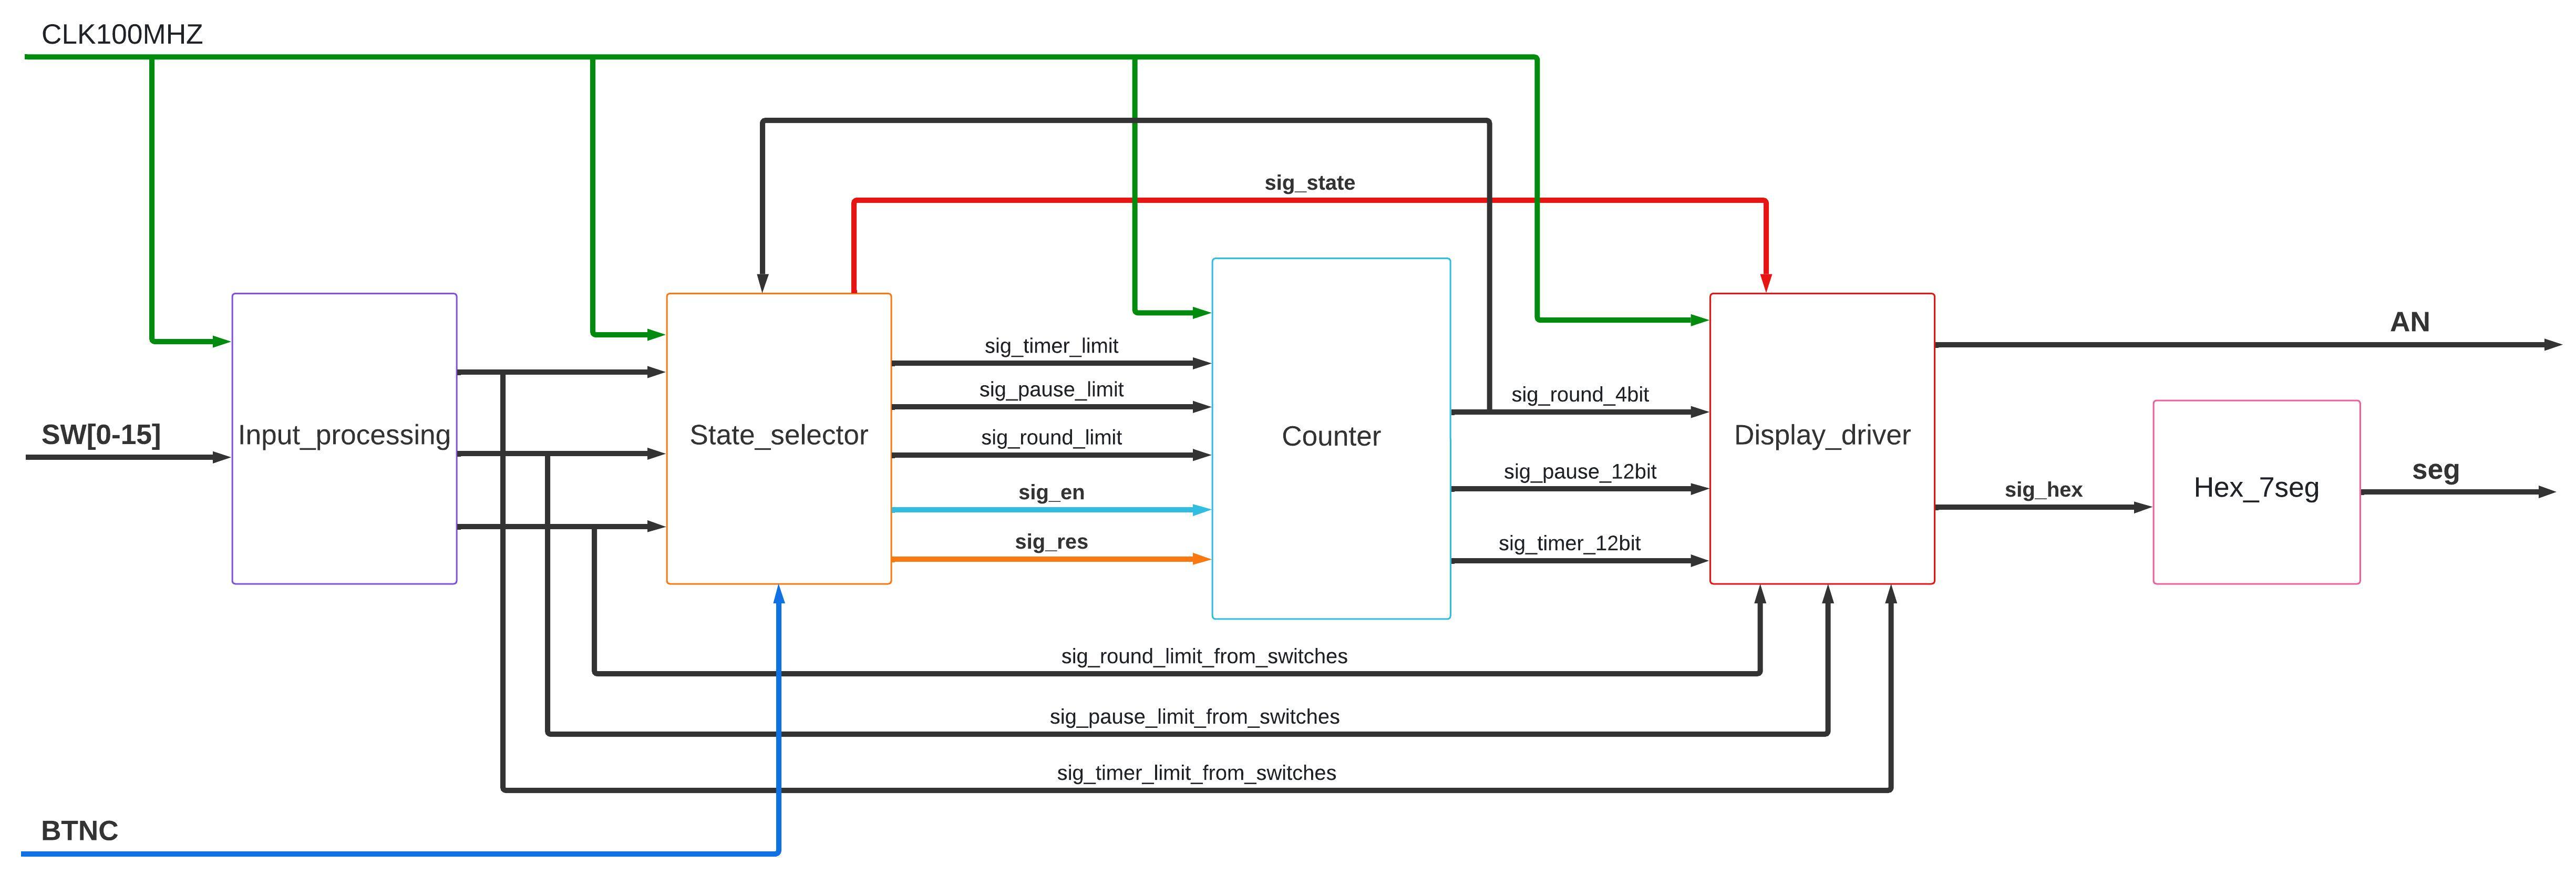 CLK100MHZ
sig_state
AN
sig_timer_limit
sig_pause_limit
sig_round_4bit
SW[0-15]
Input_processing
State_selector
sig_round_limit
Counter
Display_driver
sig_pause_12bit
seg
Hex_7seg
sig_en
sig_hex
sig_res
sig_timer_12bit
sig_round_limit_from_switches
sig_pause_limit_from_switches
sig_timer_limit_from_switches
BTNC